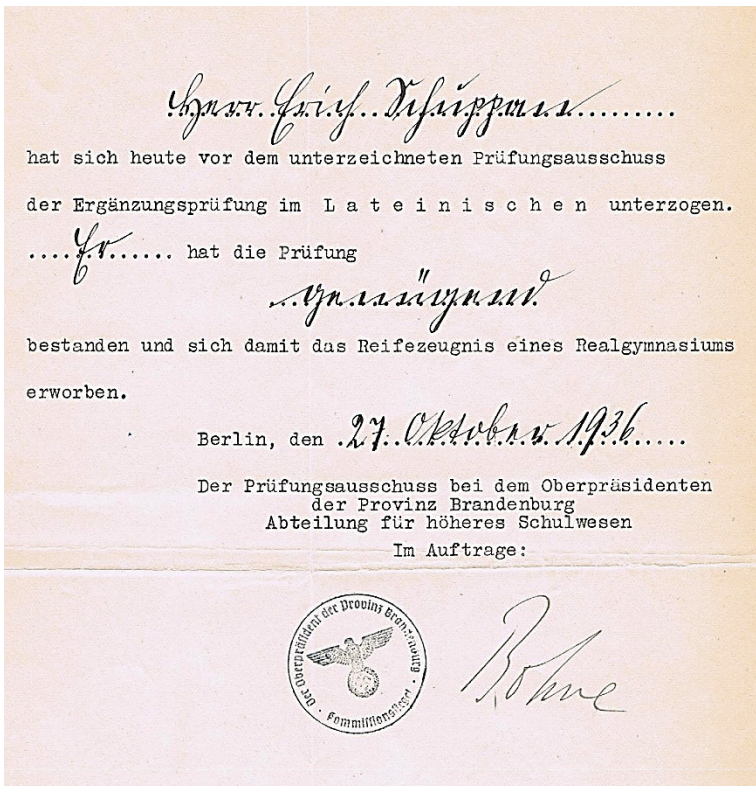 Herr Erich Schuppan
hat sich heute vor dem unterzeichneten Prüfungsausschuss
der Ergänzungsprüfung im L a t e i n i s c h e n unterzogen.
Er hat die Prüfung
genügend
bestanden und sich damit das Reifezeugnis eines Realgymnasiums
erworben.
Berlin, den 27. Oktober 1936
Der Prüfungsausschuss bei dem Oberpräsidenten
der Provinz Brandenburg
Abteilung für höheres Schulwesen
Im Auftrage:
Der Oberpräsident der Provinz Brandenburg
Kommissionssiegel
Bohne